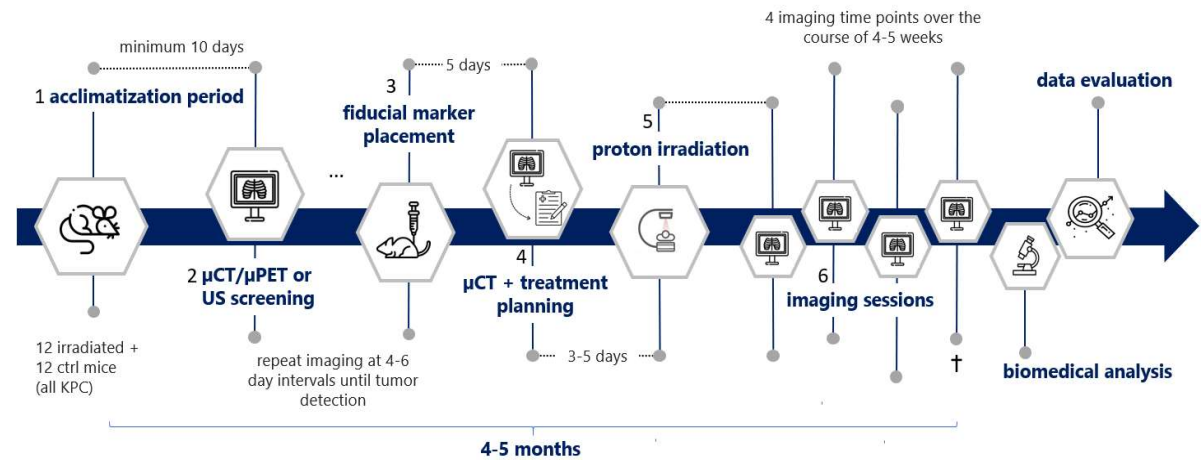 minimum 10 days
1 acclimatization period
12 irradiated +
12 ctrl mice
(all KPC)
2 µCT/µPET or
US screening
...
3
fiducial marker
placement
repeat imaging at 4-6
day intervals until tumor
detection
5 days
4
µCT + treatment
planning
3-5 days
5
proton irradiation
4 imaging time points over the
course of 4-5 weeks
6
imaging sessions
†
biomedical analysis
data evaluation
4-5 months